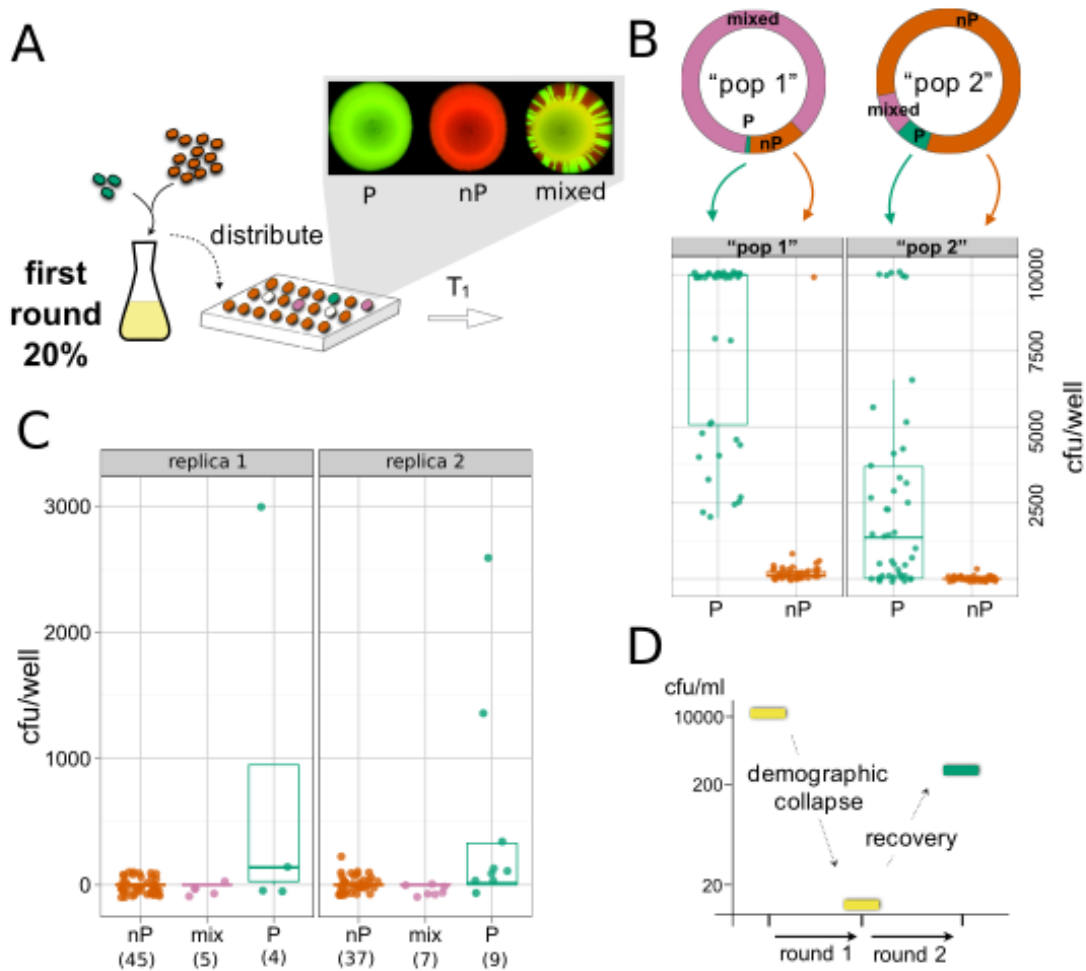 A
P
nP
mixed
distribute
first
round
20%
T1
B
mixed
"pop 1"
P
nP
nP
"pop 2"
mixed
P
"pop 1"
"pop 2"
10000
7500
5000
2500
cfu/well
P
nP
P
nP
C
replica 1
replica 2
3000
2000
1000
0
cfu/well
nP
mix
P
nP
mix
P
(45)
(5)
(4)
(37)
(7)
(9)
D
cfu/ml
10000
200
20
demographic
collapse
recovery
round 1
round 2